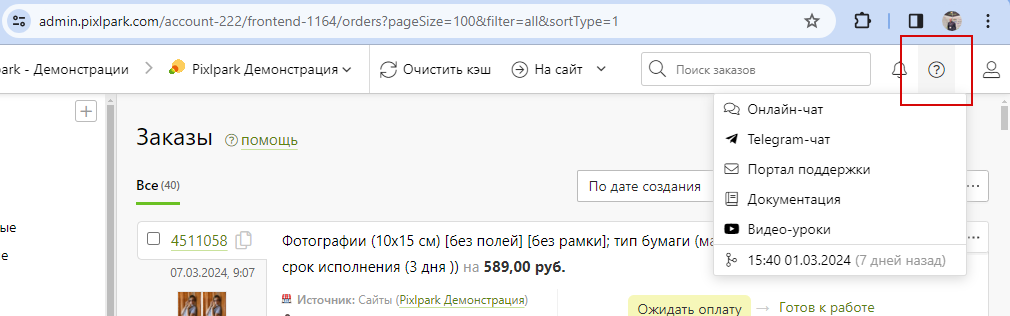 admin.pixlpark.com/account-222/frontend-1164/orders?pageSize=100&filter=all&sortType=1
park - Демонстрации
Pixlpark Демонстрация
Очистить кэш
На сайт
Поиск заказов
Онлайн-чат
Telegram-чат
Портал поддержки
Документация
Видео-уроки
15:40 01.03.2024 (7 дней назад)
Заказы
помощь
Все (40)
По дате создания
4511058
Фотографии (10x15 см) [без полей] [без рамки]; тип бумаги (ма
срок исполнения (3 дня )) на 589,00 руб.
07.03.2024, 9:07
Источник: Сайты (Pixlpark Демонстрация)
Ожидать оплату → Готов к работе
ые
е